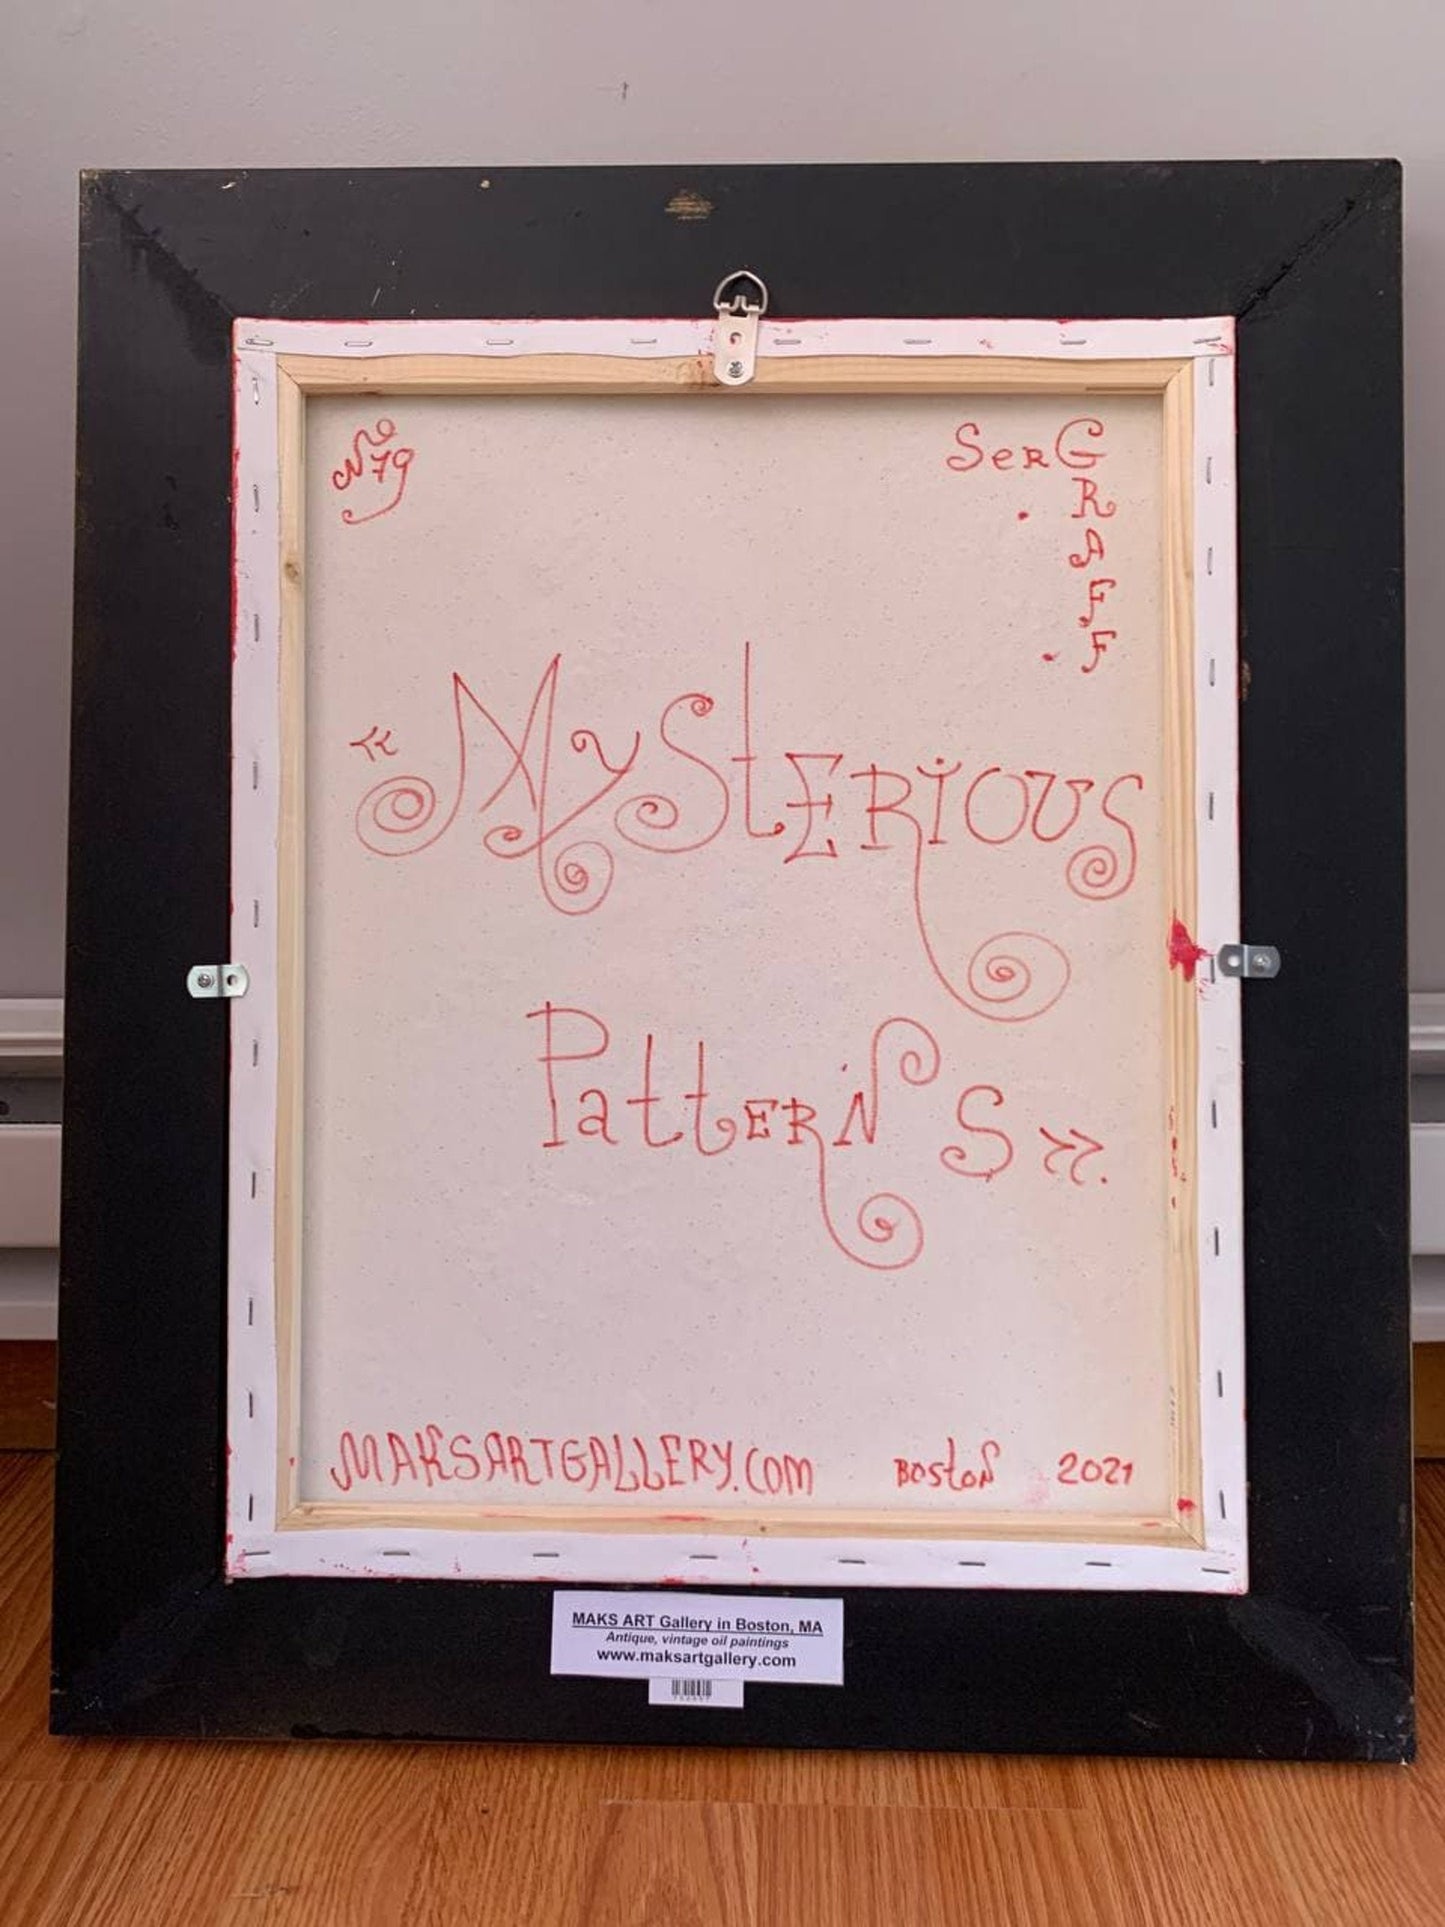 N79
SerG
R
a
f
f
«Mysterious
Patterns».
MAKSARTGALLERY.COM Boston 2021
MAKS ART Gallery in Boston, MA
Antique, vintage oil paintings
www.maksartgallery.com